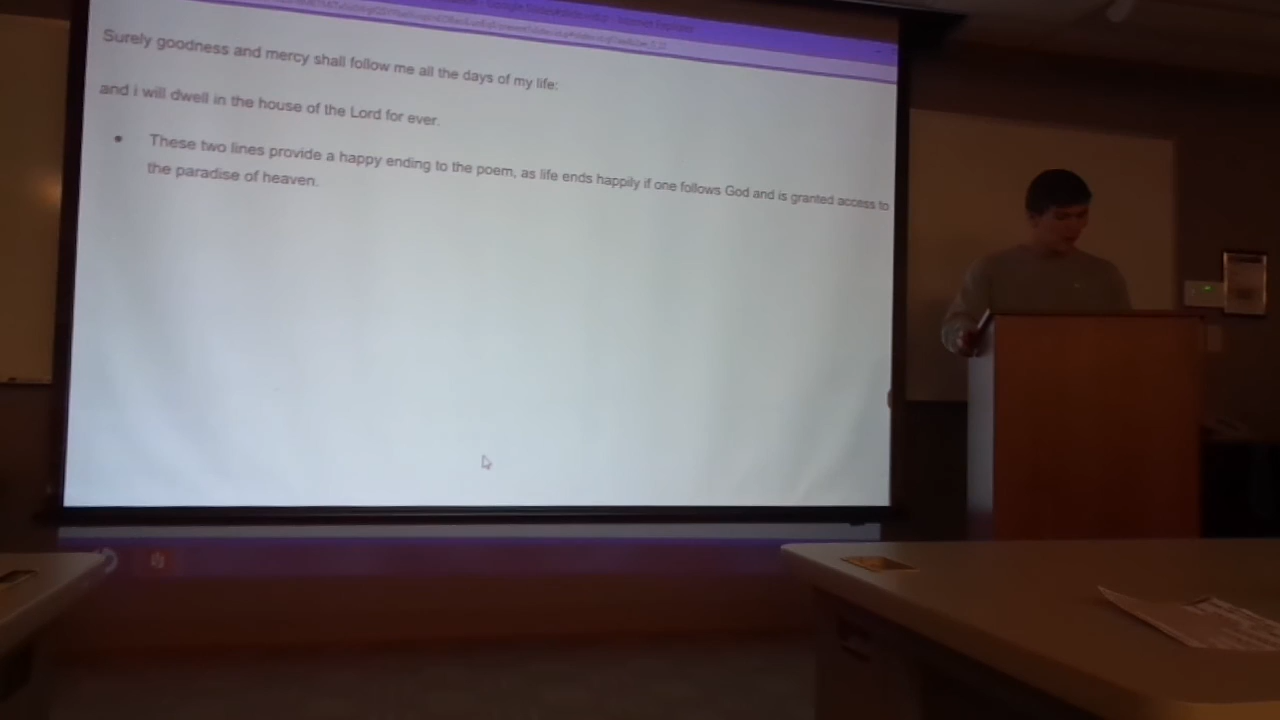 Surely goodness and mercy shall follow me all the days of my life:
and i will dwell in the house of the Lord for ever.
• These two lines provide a happy ending to the poem, as life ends happily if one follows God and is granted access to
the paradise of heaven.